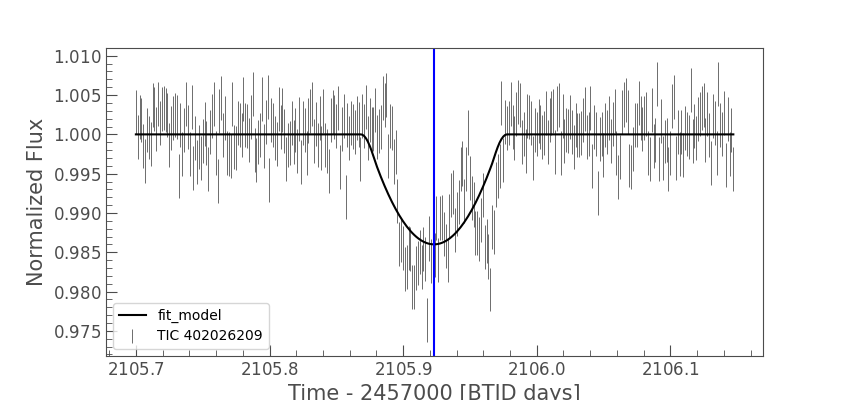 1.010
1.005
1.000
0.995
0.990
0.985
0.980
0.975
Normalized Flux
fit_model
TIC 402026209
2105.7 2105.8 2105.9 2106.0 2106.1
Time - 2457000 [BTJD days]